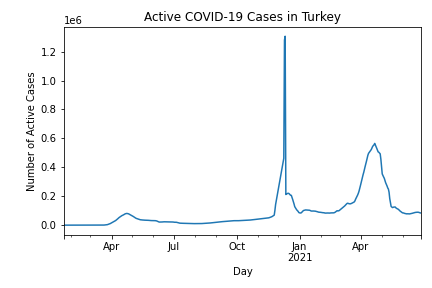 Active COVID-19 Cases in Turkey
1e6
1.2
1.0
0.8
0.6
0.4
0.2
0.0
Number of Active Cases
Apr Jul Oct Jan Apr
2021
Day